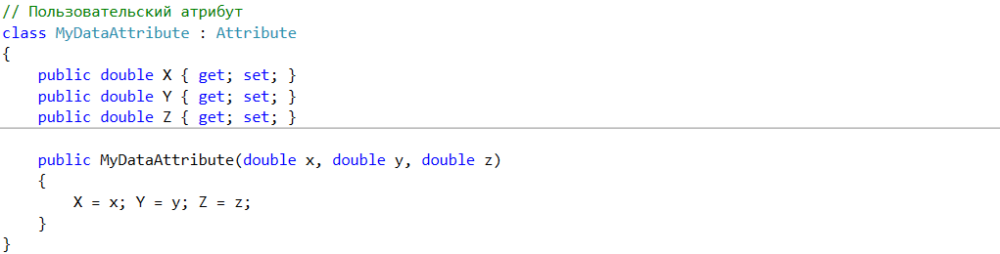 // Пользовательский атрибут
class MyDataAttribute : Attribute
{
    public double X { get; set; }
    public double Y { get; set; }
    public double Z { get; set; }
    public MyDataAttribute(double x, double y, double z)
    {
        X = x; Y = y; Z = z;
    }
}